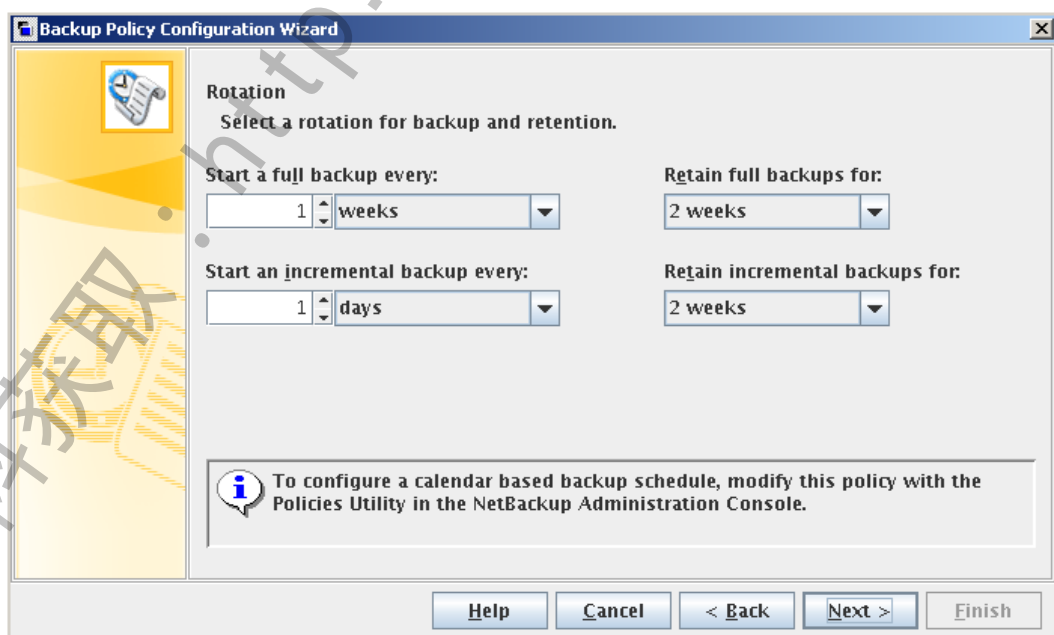 Backup Policy Configuration Wizard
Rotation
Select a rotation for backup and retention.
Start a full backup every:
Retain full backups for:
1 weeks
2 weeks
Start an incremental backup every:
Retain incremental backups for:
1 days
2 weeks
To configure a calendar based backup schedule, modify this policy with the
Policies Utility in the NetBackup Administration Console.
Help Cancel < Back Next > Finish
获取 : http: